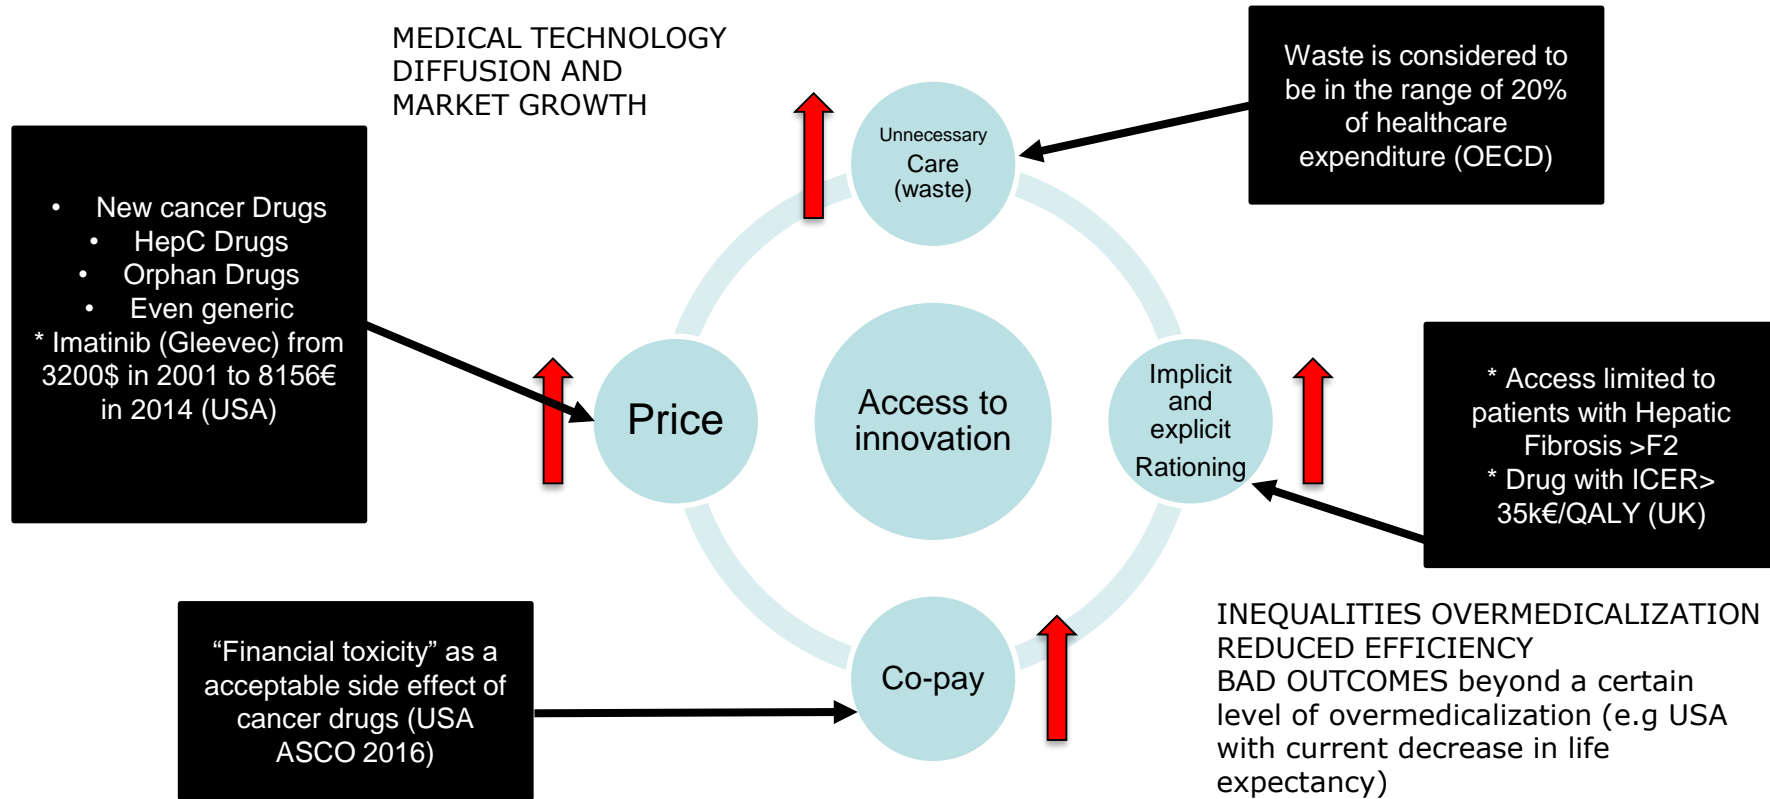 MEDICAL TECHNOLOGY
DIFFUSION AND
MARKET GROWTH
Waste is considered to
be in the range of 20%
of healthcare
expenditure (OECD)
Unnecessary
Care
(waste)
• New cancer Drugs
• HepC Drugs
• Orphan Drugs
• Even generic
* Imatinib (Gleevec) from
3200$ in 2001 to 8156€
in 2014 (USA)
Price
Access to
innovation
Implicit
and
explicit
Rationing
* Access limited to
patients with Hepatic
Fibrosis >F2
* Drug with ICER>
35k€/QALY (UK)
"Financial toxicity" as a
acceptable side effect of
cancer drugs (USA
ASCO 2016)
Co-pay
INEQUALITIES OVERMEDICALIZATION
REDUCED EFFICIENCY
BAD OUTCOMES beyond a certain
level of overmedicalization (e.g USA
with current decrease in life
expectancy)